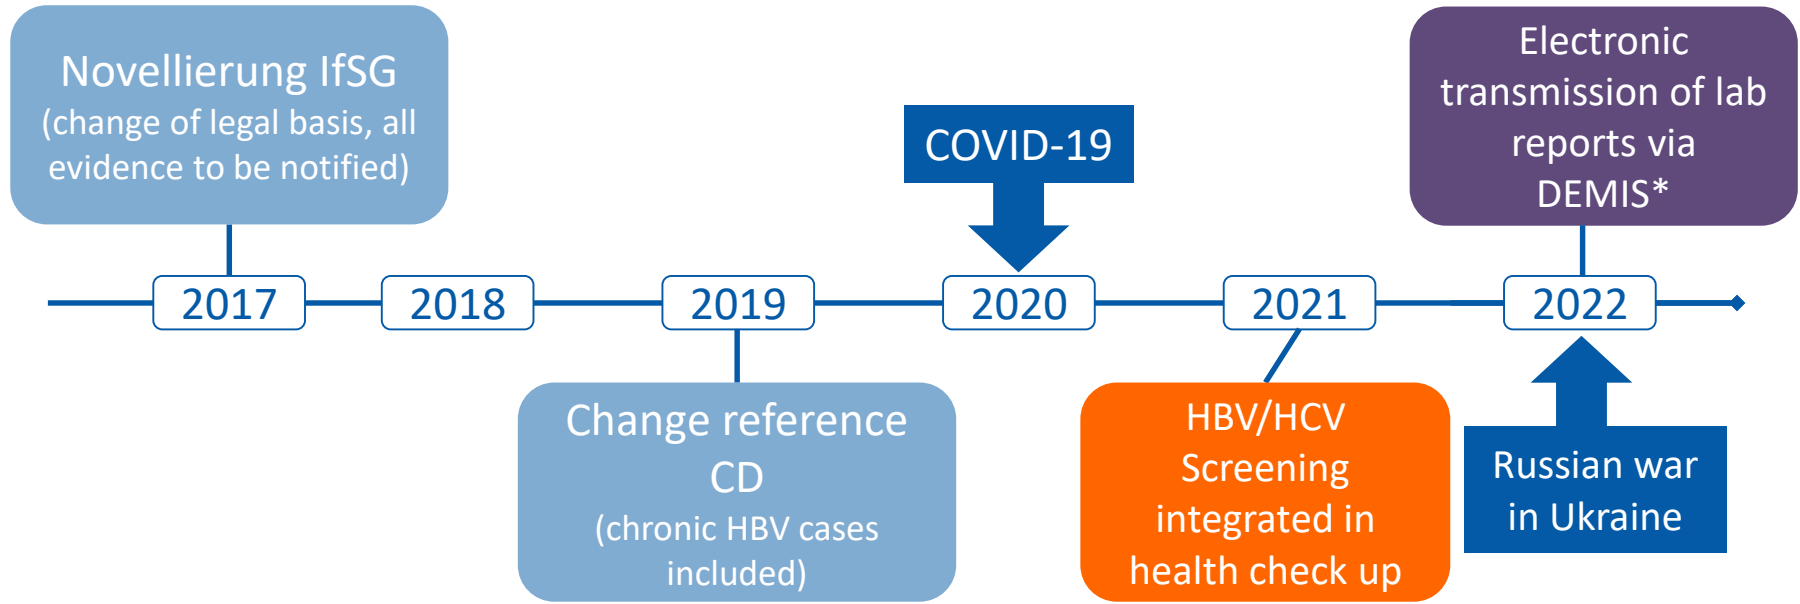 Novellierung IfSG
(change of legal basis, all
evidence to be notified)
COVID-19
Electronic
transmission of lab
reports via
DEMIS*
2017
2018
2019
2020
2021
2022
Change reference
CD
(chronic HBV cases
included)
HBV/HCV
Screening
integrated in
health check up
Russian war
in Ukraine